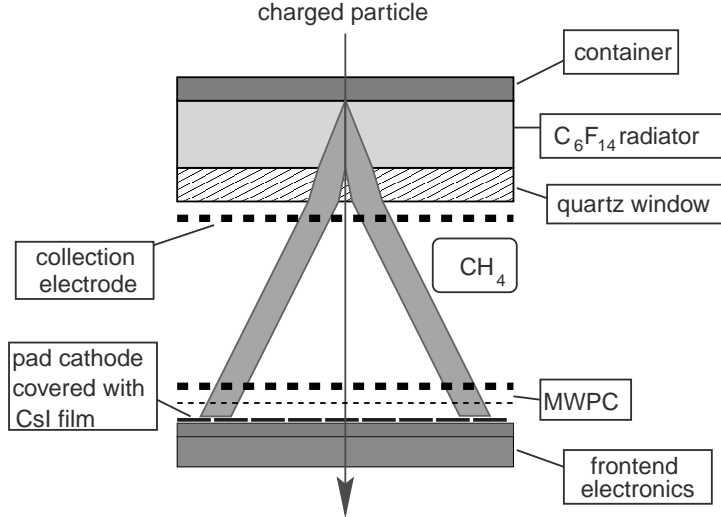 charged particle
container
C₆F₁₄ radiator
quartz window
collection
electrode
CH₄
pad cathode
covered with
CsI film
MWPC
frontend
electronics